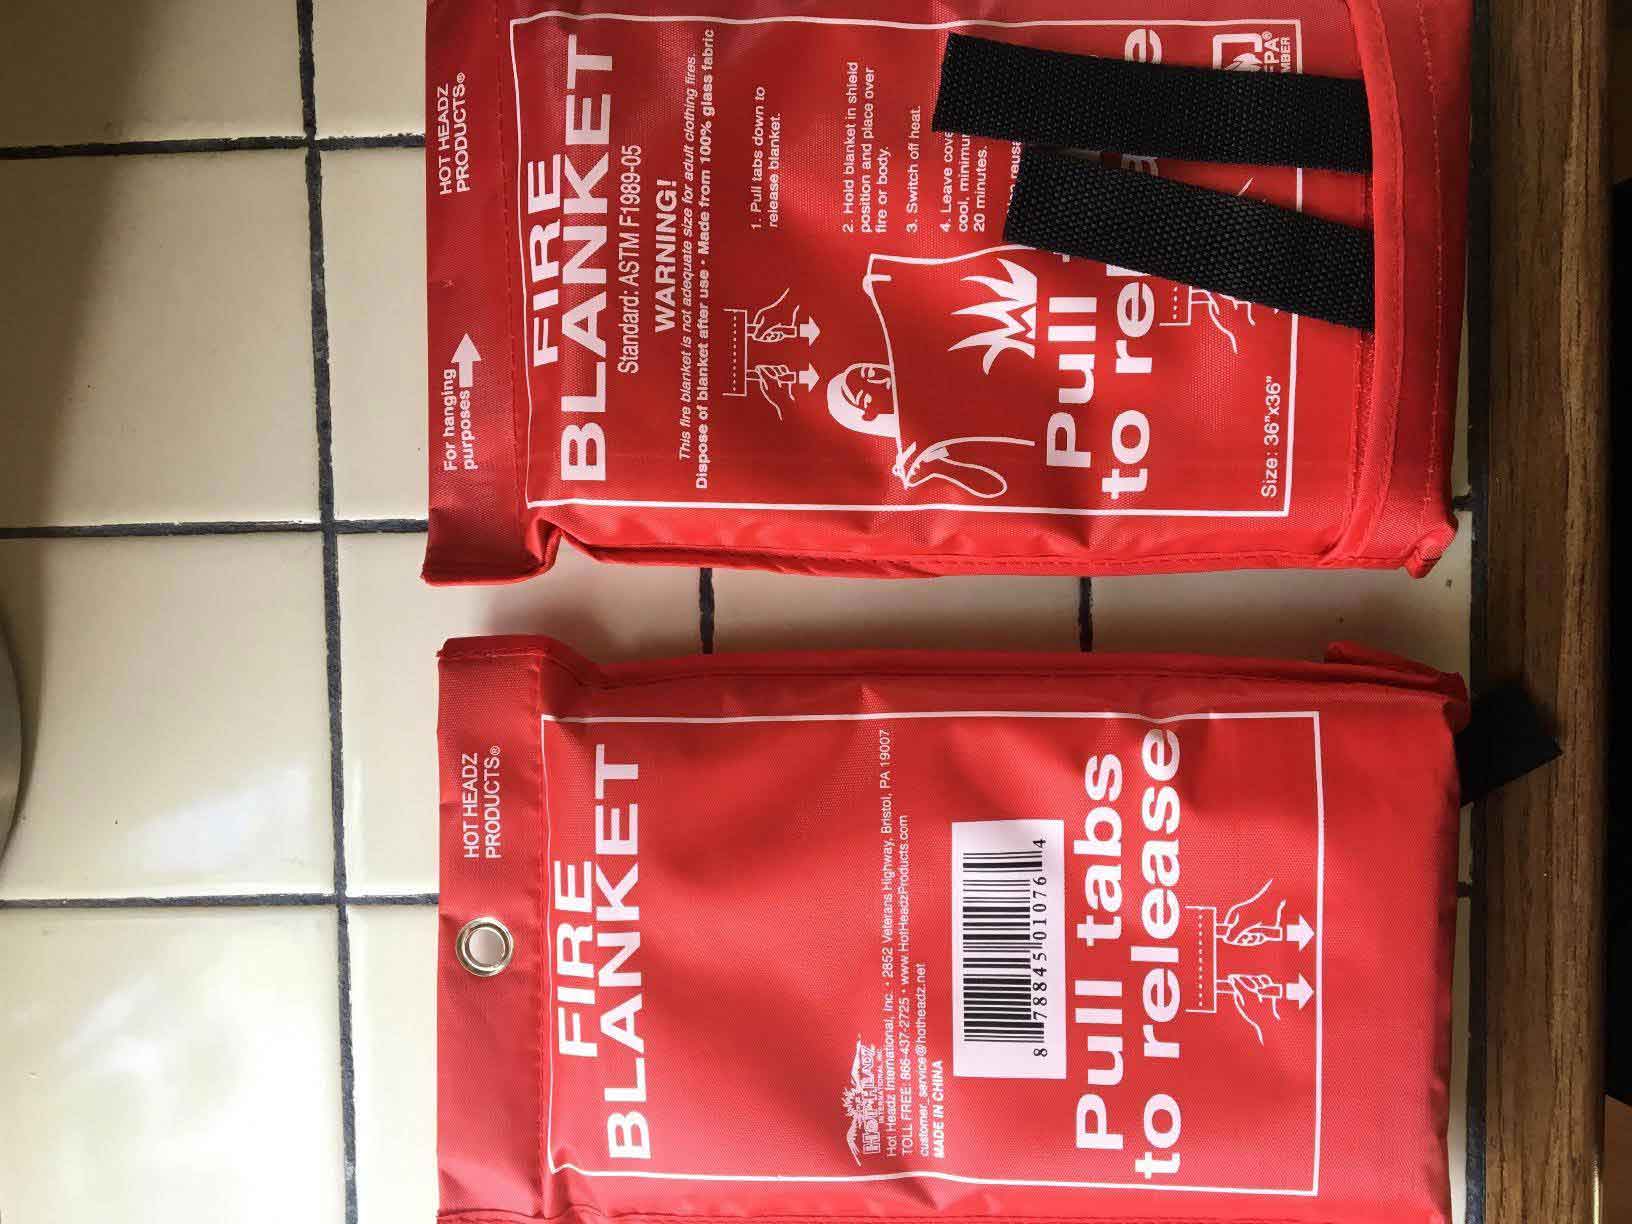 HOT HEADZ
PRODUCTS®
For hanging
purposes
FIRE
BLANKET
Standard: ASTM F1989-05
WARNING!
This fire blanket is not adequate size for adult clothing fires.
Dispose of blanket after use • Made from 100% glass fabric
1. Pull tabs down to
release blanket.
2. Hold blanket in shield
position and place over
fire or body.
3. Switch off heat.
4. Leave
cool,
20 minutes.
Pull
to
Size: 36"x36"
HOT HEADZ
PRODUCTS®
FIRE
BLANKET
HOT HEADZ
INTERNATIONAL, INC.
Hot Headz International, Inc. • 2852 Veterans Highway, Bristol, PA 19007
TOLL FREE: 866-437-2725 • www.HotHeadzProducts.com
customer_service@hotheadz.net
MADE IN CHINA
8 78845 01076 4
Pull tabs
to release